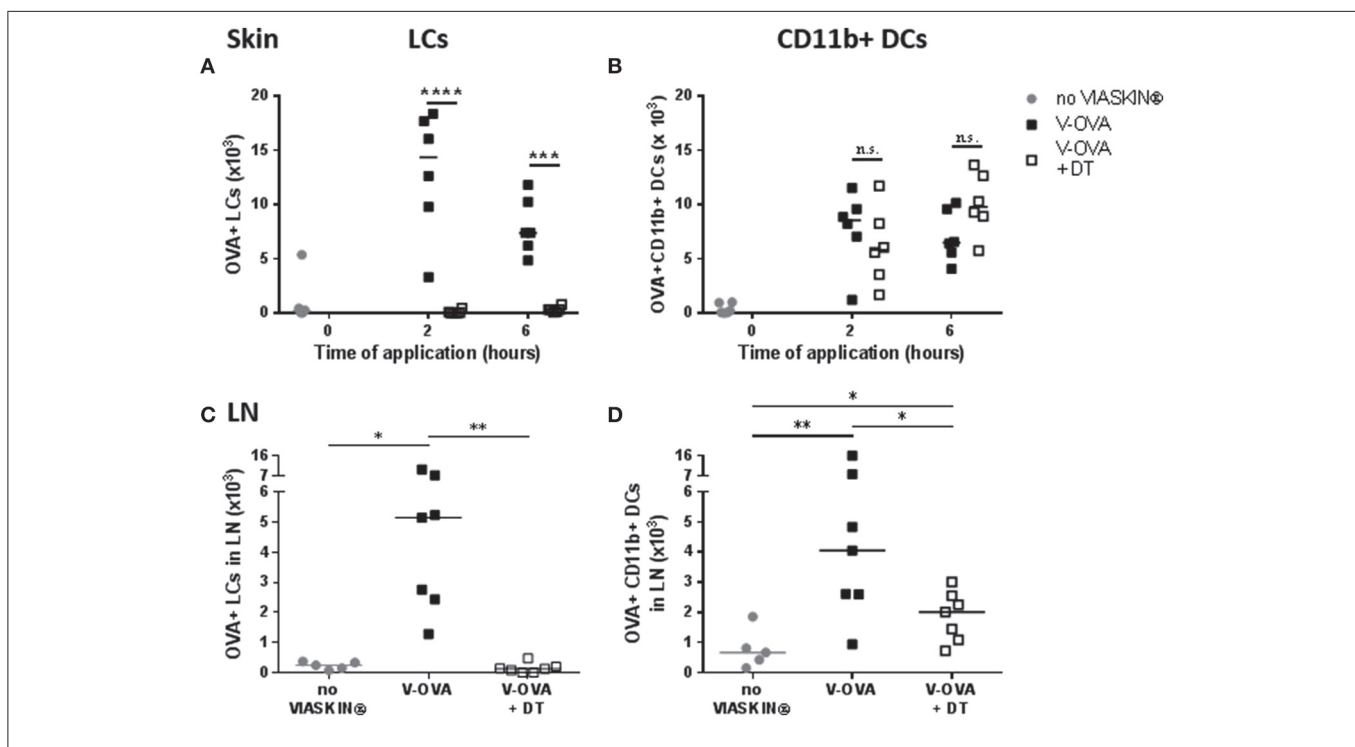 Skin
LCs
CD11b+ DCs
A
B
OVA+ LCs (x10³)
20
15
10
5
0
****
***
0
2
6
Time of application (hours)
OVA+CD11b+ DCs (x 10³)
20
15
10
5
0
n.s.
n.s.
0
2
6
Time of application (hours)
no VIASKIN®
V-OVA
V-OVA
+DT
C
LN
OVA+ LCs in LN (x10³)
16
7
6
5
4
3
2
1
0
*
**
no
VIASKIN®
V-OVA
V-OVA
+ DT
D
OVA+ CD11b+ DCs
in LN (x10³)
16
7
6
5
4
3
2
1
0
*
**
*
no
VIASKIN®
V-OVA
V-OVA
+ DT